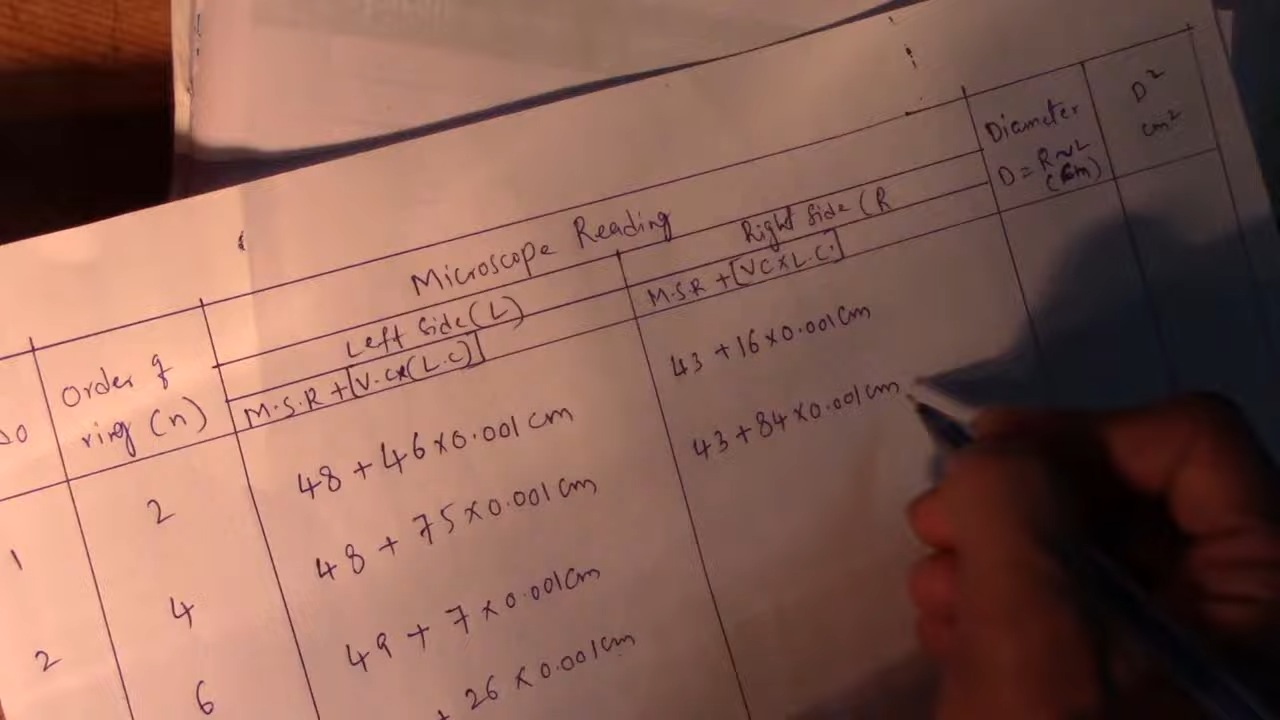 Microscope Reading
Diameter
D = R~L
(cm)
D²
cm²
Order of
ring (n)
Left Side (L)
Right Side (R
M.S.R + [V.C×(L.C)]
M.S.R + [VC×L.C.]
1
2
48 + 46×0.001 cm
43 + 16×0.001 cm
2
4
48 + 75×0.001 cm
43 + 84×0.001 cm
6
49 + 7×0.001 cm
+ 26×0.001 cm